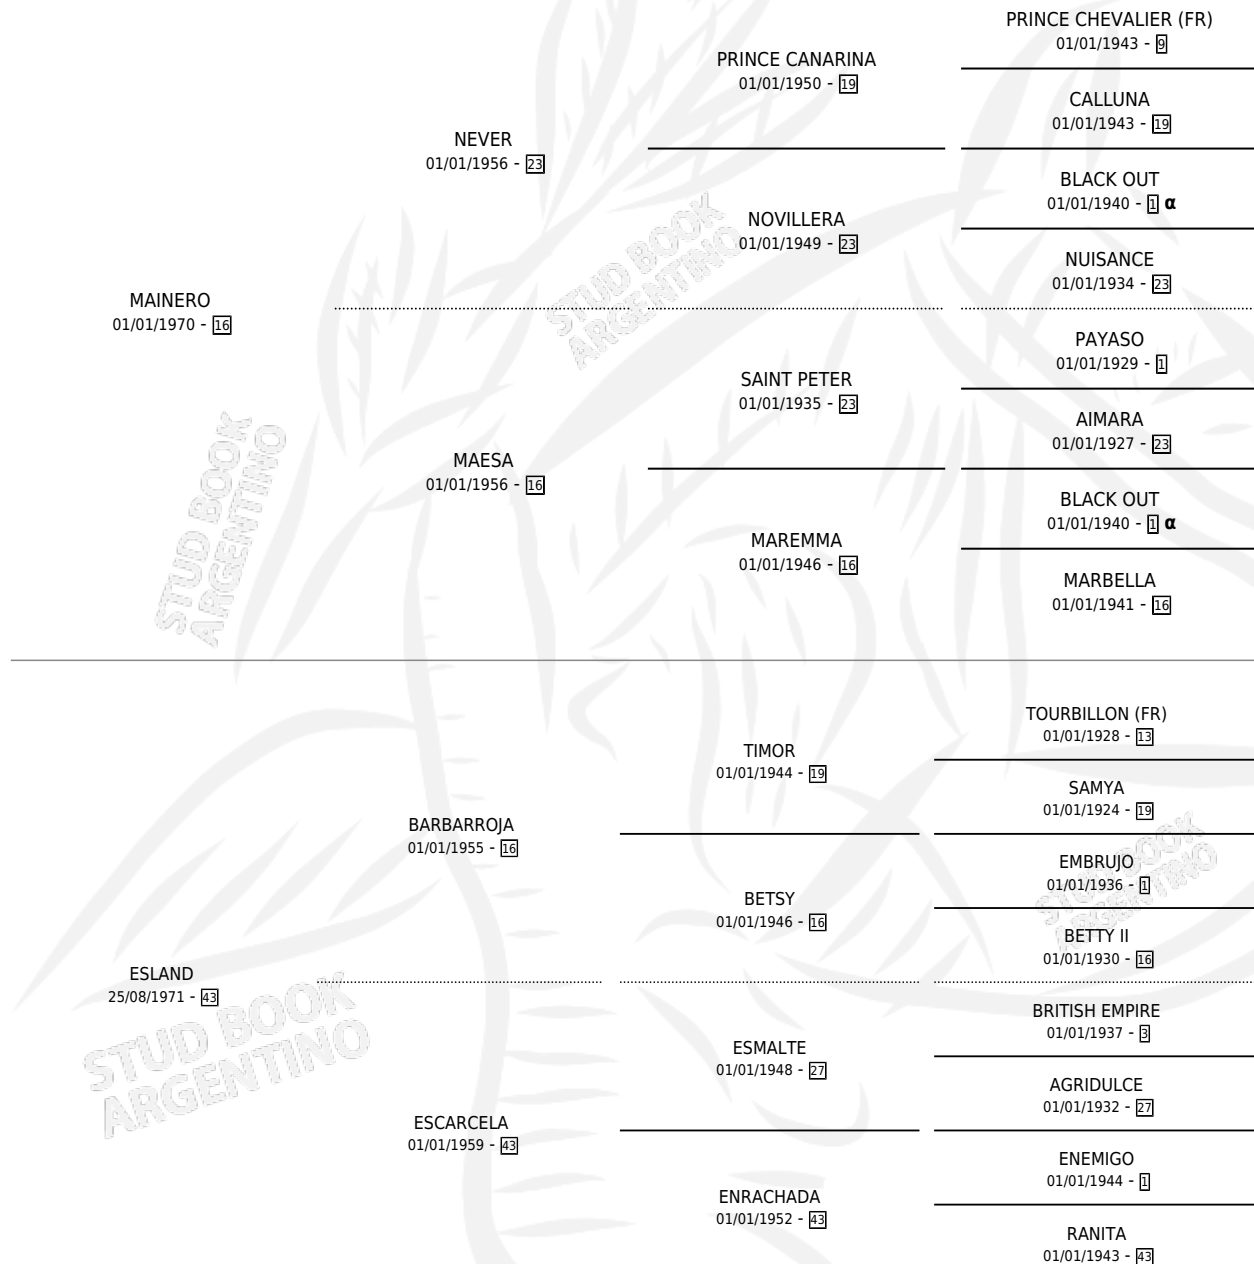 PRINCE CHEVALIER (FR)
01/01/1943 - 9
PRINCE CANARINA
01/01/1950 - 19
CALLUNA
01/01/1943 - 19
NEVER
01/01/1956 - 23
BLACK OUT
01/01/1940 - 1 α
NOVILLERA
01/01/1949 - 23
NUISANCE
01/01/1934 - 23
MAINERO
01/01/1970 - 16
PAYASO
01/01/1929 - 1
SAINT PETER
01/01/1935 - 23
AIMARA
01/01/1927 - 23
MAESA
01/01/1956 - 16
BLACK OUT
01/01/1940 - 1 α
MAREMMA
01/01/1946 - 16
MARBELLA
01/01/1941 - 16
TOURBILLON (FR)
01/01/1928 - 13
TIMOR
01/01/1944 - 19
SAMYA
01/01/1924 - 19
BARBARROJA
01/01/1955 - 16
EMBRUJO
01/01/1936 - 1
BETSY
01/01/1946 - 16
BETTY II
01/01/1930 - 16
ESLAND
25/08/1971 - 43
BRITISH EMPIRE
01/01/1937 - 3
ESMALTE
01/01/1948 - 27
AGRIDULCE
01/01/1932 - 27
ESCARCELA
01/01/1959 - 43
ENEMIGO
01/01/1944 - 1
ENRACHADA
01/01/1952 - 43
RANITA
01/01/1943 - 43
STUD BOOK
ARGENTINO
STUD BOOK
ARGENTINO
STUD BOOK
ARGENTINO
STUD BOOK
ARGENTINO